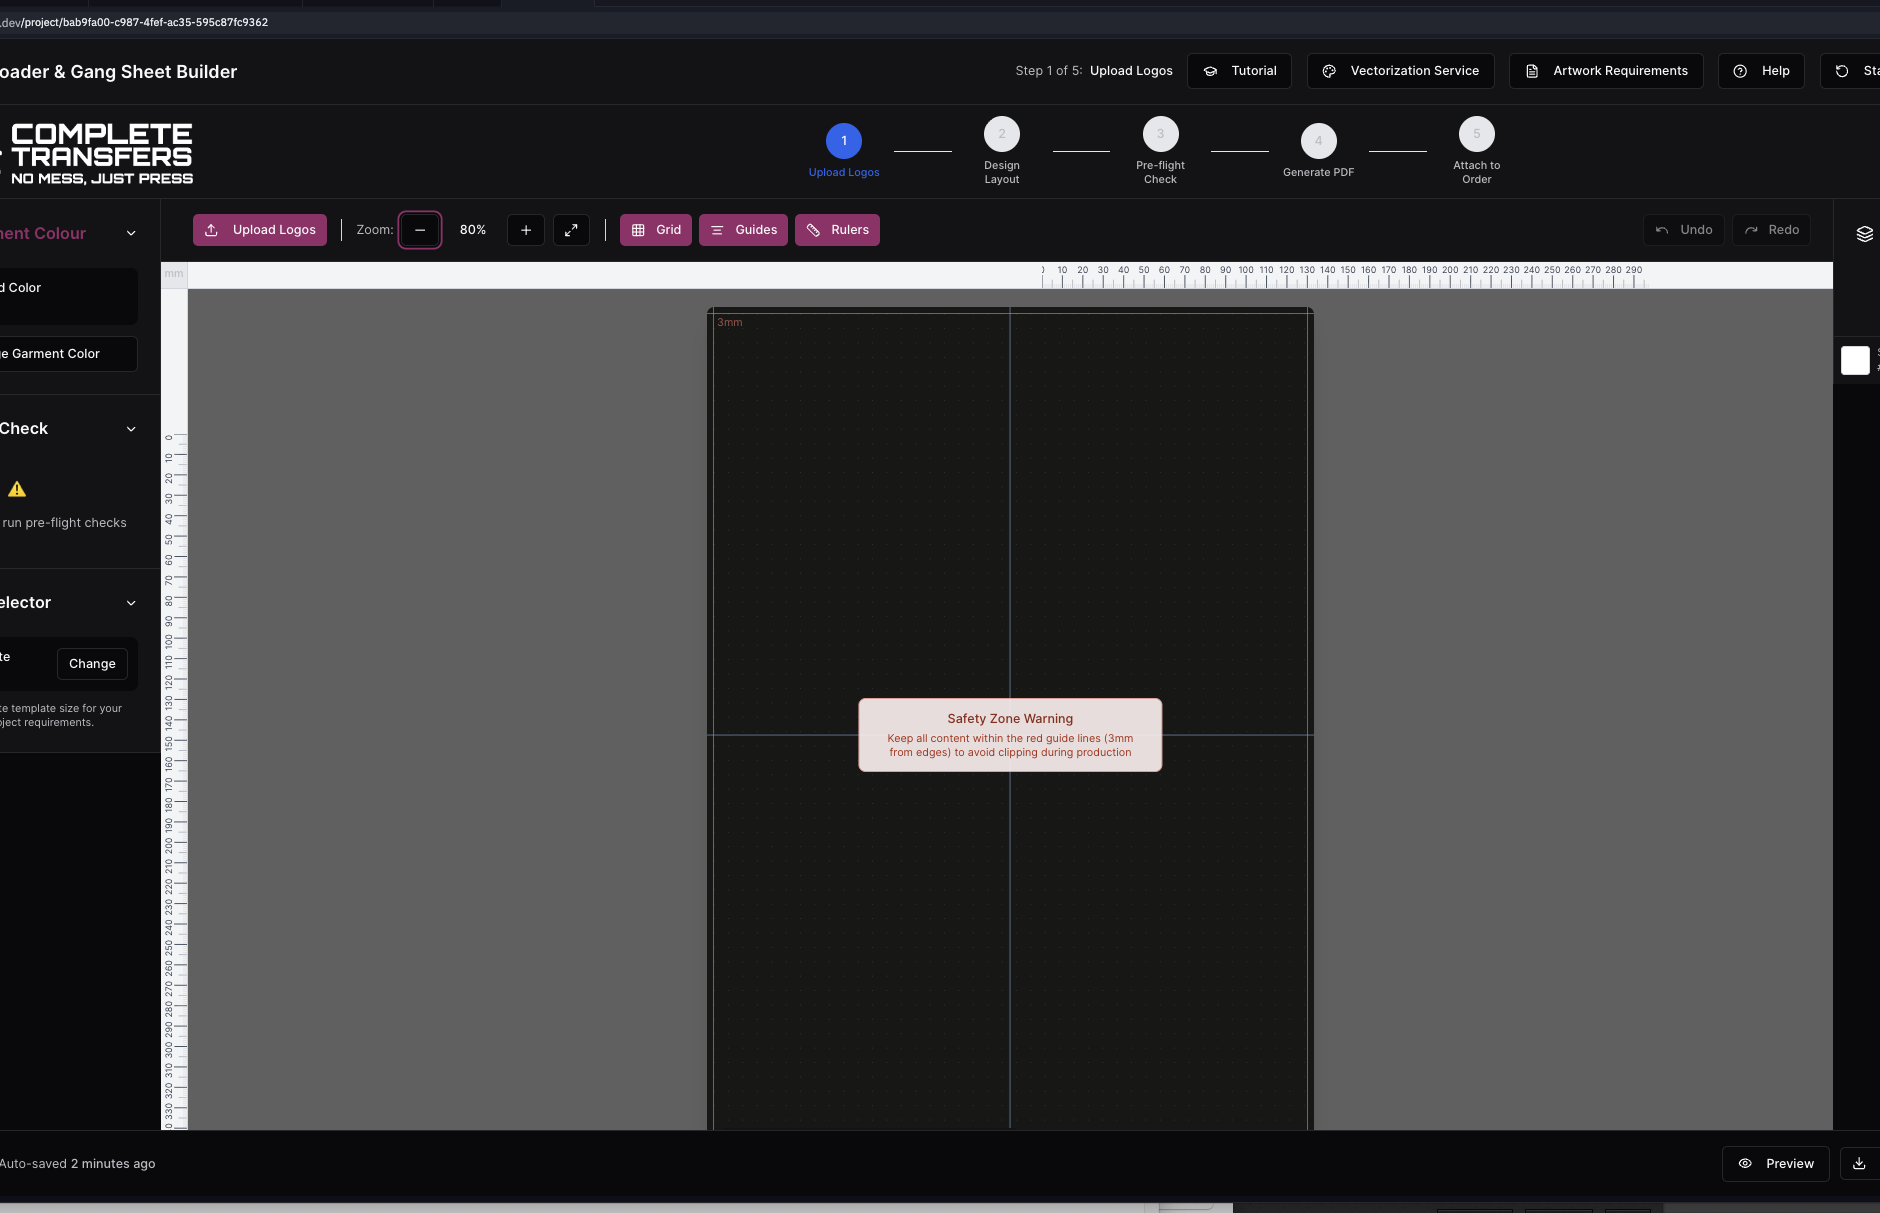 .dev/project/bab9fa00-c987-4fef-ac35-595c87fc9362
oader & Gang Sheet Builder
Step 1 of 5: Upload Logos
Tutorial
Vectorization Service
Artwork Requirements
Help
Sta
COMPLETE
TRANSFERS
NO MESS, JUST PRESS
1
Upload Logos
2
Design
Layout
3
Pre-flight
Check
4
Generate PDF
5
Attach to
Order
ent Colour
Upload Logos
Zoom:
80%
Grid
Guides
Rulers
Undo
Redo
mm
10 20 30 40 50 60 70 80 90 100 110 120 130 140 150 160 170 180 190 200 210 220 230 240 250 260 270 280 290
d Color
e Garment Color
Check
run pre-flight checks
elector
te
Change
te template size for your
ject requirements.
0 10 20 30 40 50 60 70 80 90 100 110 120 130 140 150 160 170 180 190 200 210 220 230 240 250 260 270 280 290 300 310 320 330
3mm
Safety Zone Warning
Keep all content within the red guide lines (3mm
from edges) to avoid clipping during production
Auto-saved 2 minutes ago
Preview